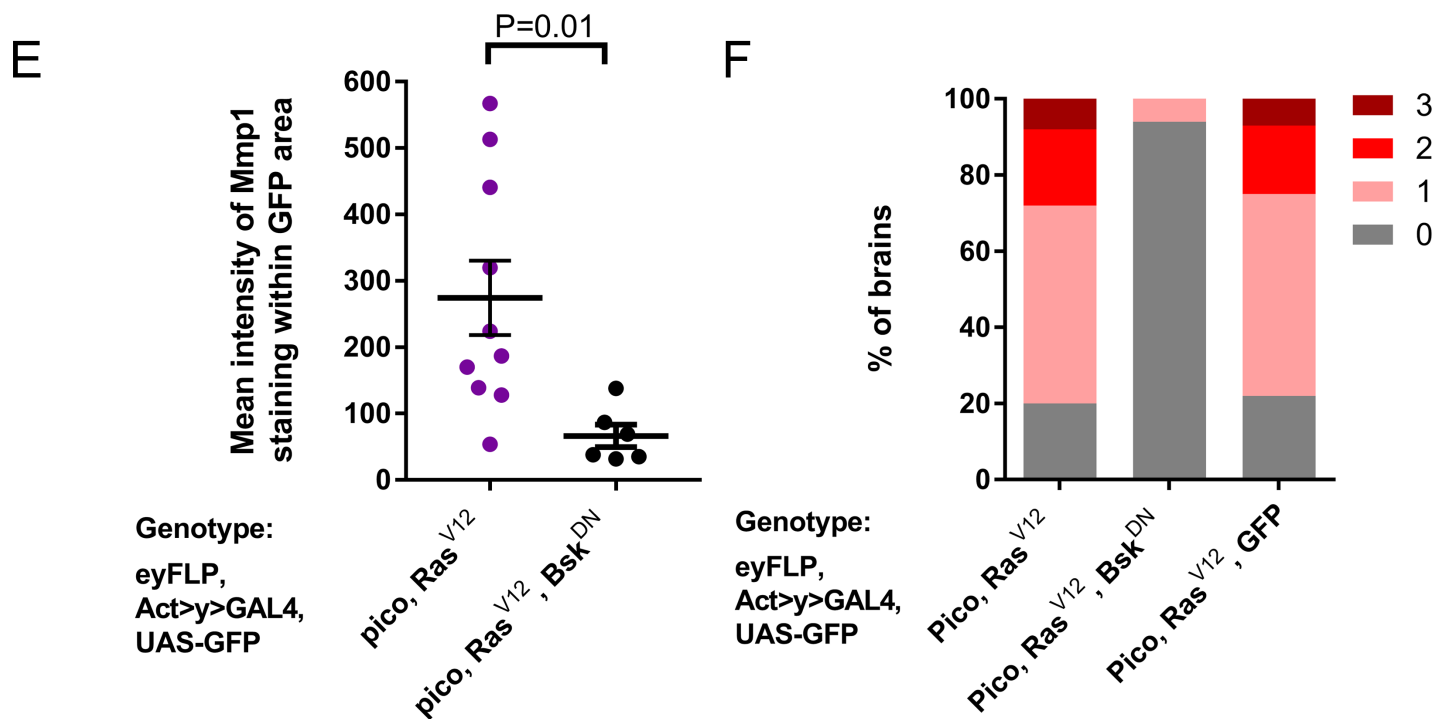 E
P=0.01
Mean intensity of Mmp1
staining within GFP area
600
500
400
300
200
100
0
Genotype:
eyFLP,
Act>y>GAL4,
UAS-GFP
pico, Ras V12
pico, Ras V12, Bsk DN
F
% of brains
100
80
60
40
20
0
3
2
1
0
Genotype:
eyFLP,
Act>y>GAL4,
UAS-GFP
Pico, Ras V12
Pico, Ras V12, Bsk DN
Pico, Ras V12, GFP